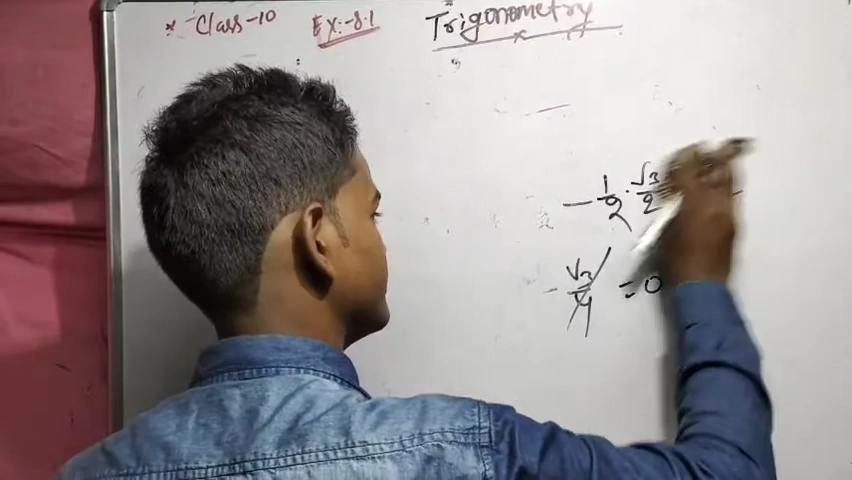 * Class-10 Ex:-8.1 Trigonometry
- 1/2 · √3/2
- √3/4 = 0